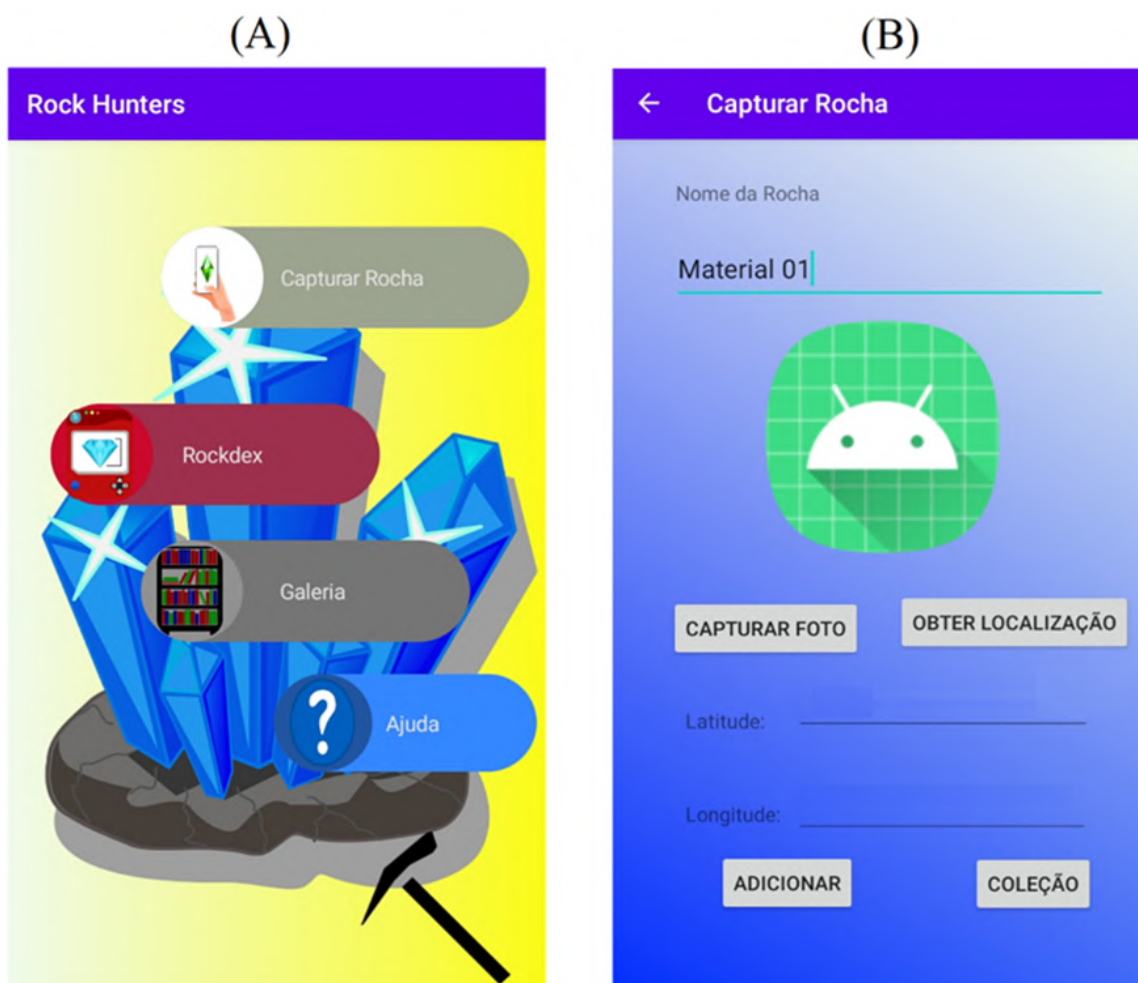 (A)
Rock Hunters
Capturar Rocha
Rockdex
Galeria
Ajuda
(B)
Capturar Rocha
Nome da Rocha
Material 01
CAPTURAR FOTO
OBTER LOCALIZAÇÃO
Latitude:
Longitude:
ADICIONAR
COLEÇÃO